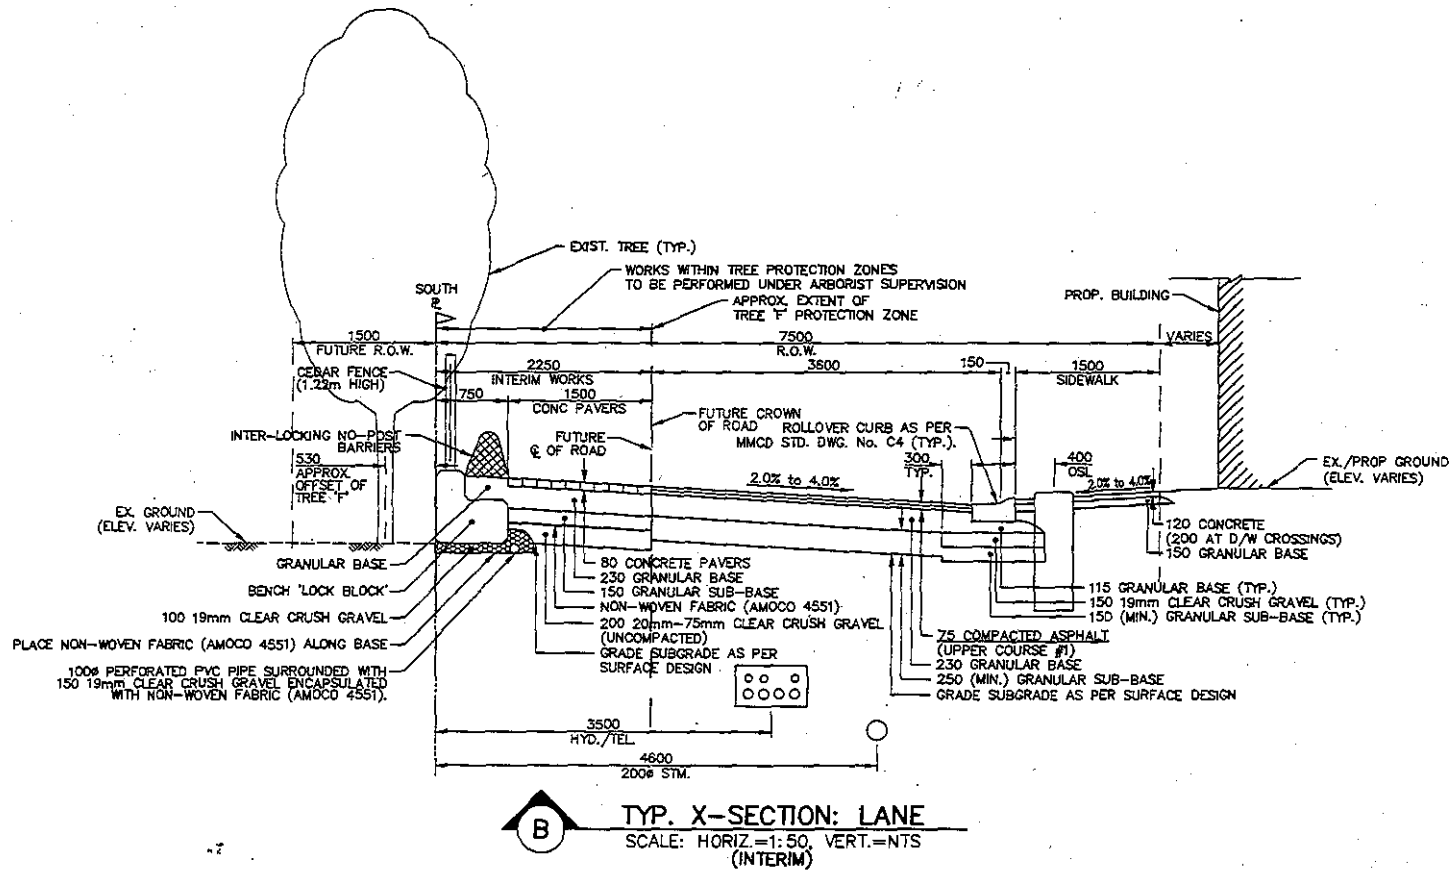 EXIST. TREE (TYP.)
WORKS WITHIN TREE PROTECTION ZONES
TO BE PERFORMED UNDER ARBORIST SUPERVISION
SOUTH
PL
APPROX. EXTENT OF
TREE 'F' PROTECTION ZONE
PROP. BUILDING
1500
FUTURE R.O.W.
7500
R.O.W.
VARIES
CEDAR FENCE
(1.22m HIGH)
2250
INTERIM WORKS
3600
150
1500
SIDEWALK
750
1500
CONC PAVERS
INTER-LOCKING NO-POST
BARRIERS
FUTURE
℄ OF ROAD
FUTURE CROWN
OF ROAD
ROLLOVER CURB AS PER
MMCD STD. DWG. No. C4 (TYP.).
530
APPROX.
OFFSET OF
TREE 'F'
300
TYP.
400
OSL
2.0% to 4.0%
2.0% to 4.0%
EX./PROP GROUND
(ELEV. VARIES)
EX. GROUND
(ELEV. VARIES)
120 CONCRETE
(200 AT D/W CROSSINGS)
150 GRANULAR BASE
GRANULAR BASE
BENCH 'LOCK BLOCK'
100 19mm CLEAR CRUSH GRAVEL
PLACE NON-WOVEN FABRIC (AMOCO 4551) ALONG BASE
100ø PERFORATED PVC PIPE SURROUNDED WITH
150 19mm CLEAR CRUSH GRAVEL ENCAPSULATED
WITH NON-WOVEN FABRIC (AMOCO 4551).
80 CONCRETE PAVERS
230 GRANULAR BASE
150 GRANULAR SUB-BASE
NON-WOVEN FABRIC (AMOCO 4551)
200 20mm-75mm CLEAR CRUSH GRAVEL
(UNCOMPACTED)
GRADE SUBGRADE AS PER
SURFACE DESIGN
115 GRANULAR BASE (TYP.)
150 19mm CLEAR CRUSH GRAVEL (TYP.)
150 (MIN.) GRANULAR SUB-BASE (TYP.)
75 COMPACTED ASPHALT
(UPPER COURSE #1)
230 GRANULAR BASE
250 (MIN.) GRANULAR SUB-BASE
GRADE SUBGRADE AS PER SURFACE DESIGN
3500
HYD./TEL.
4600
200ø STM.
B
TYP. X-SECTION: LANE
SCALE: HORIZ.=1:50, VERT.=NTS
(INTERIM)